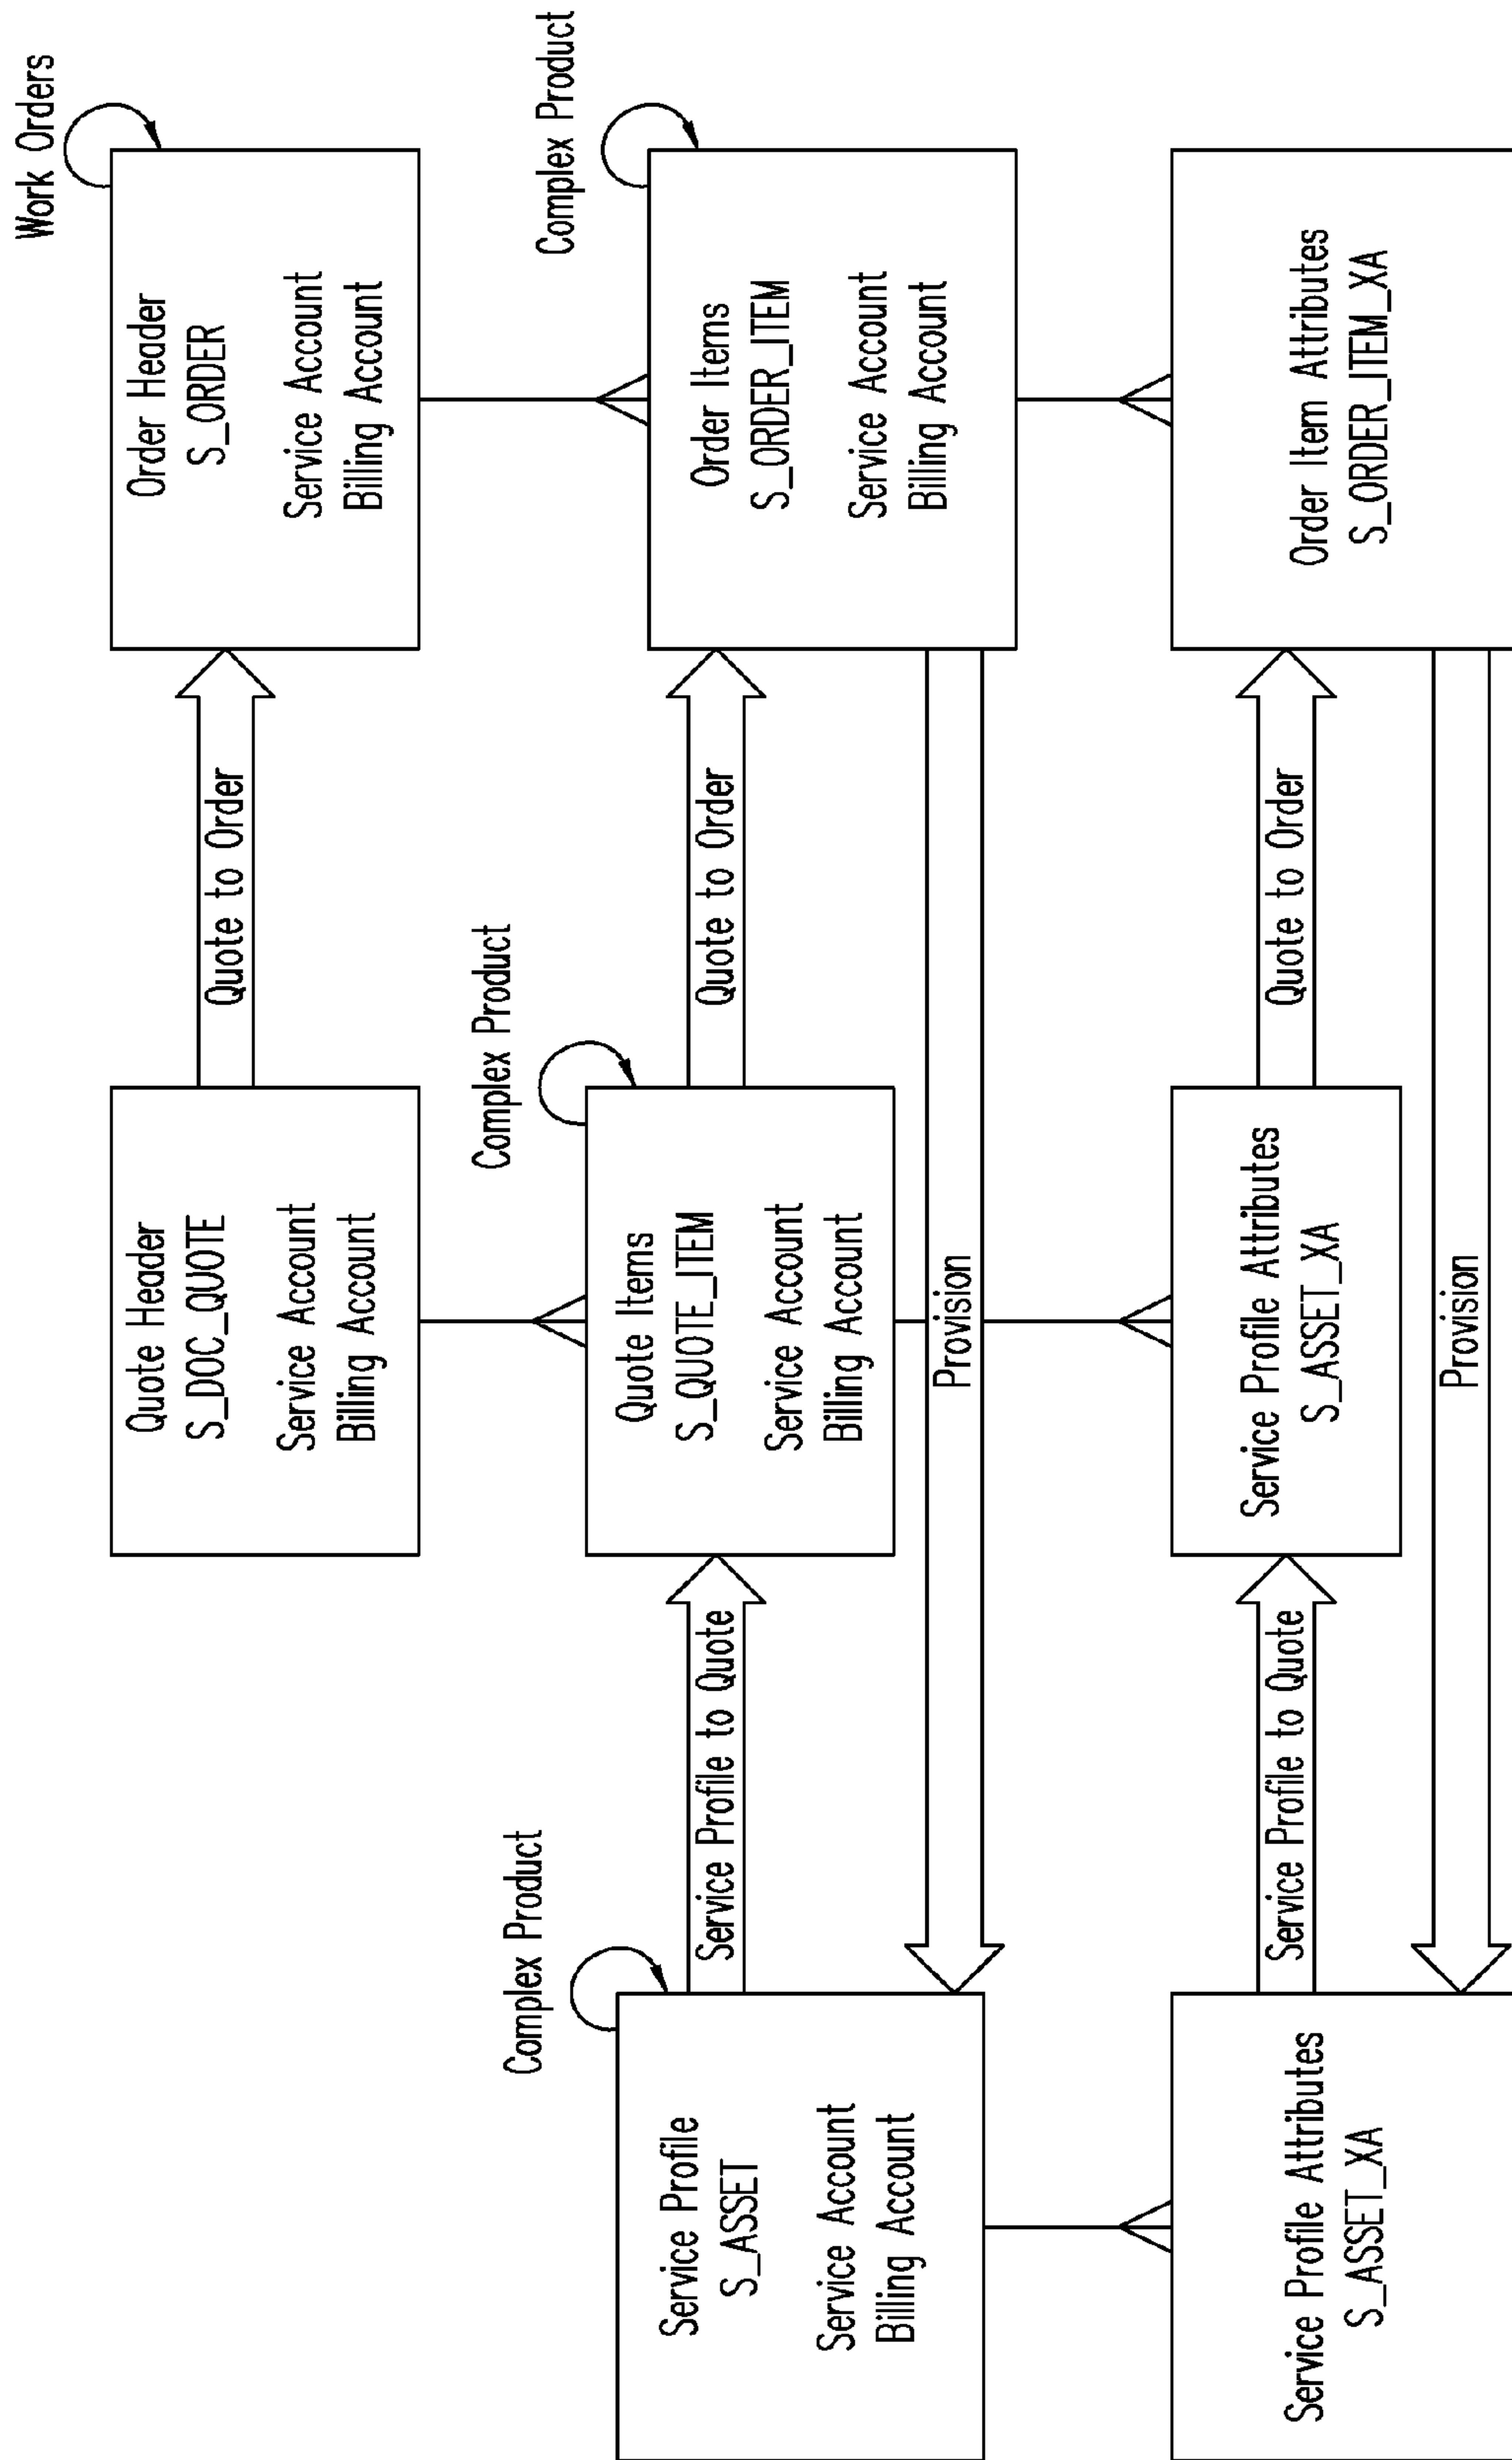 Work Orders
Quote Header
S_DOC_QUOTE
Service Account
Billing Account
Quote to Order
Order Header
S_ORDER
Service Account
Billing Account
Complex Product
Complex Product
Complex Product
Service Profile
S_ASSET
Service Account
Billing Account
Service Profile to Quote
Quote Items
S_QUOTE_ITEM
Service Account
Billing Account
Quote to Order
Order Items
S_ORDER_ITEM
Service Account
Billing Account
Provision
Service Profile Attributes
S_ASSET_XA
Service Profile to Quote
Service Profile Attributes
S_ASSET_XA
Quote to Order
Order Item Attributes
S_ORDER_ITEM_XA
Provision